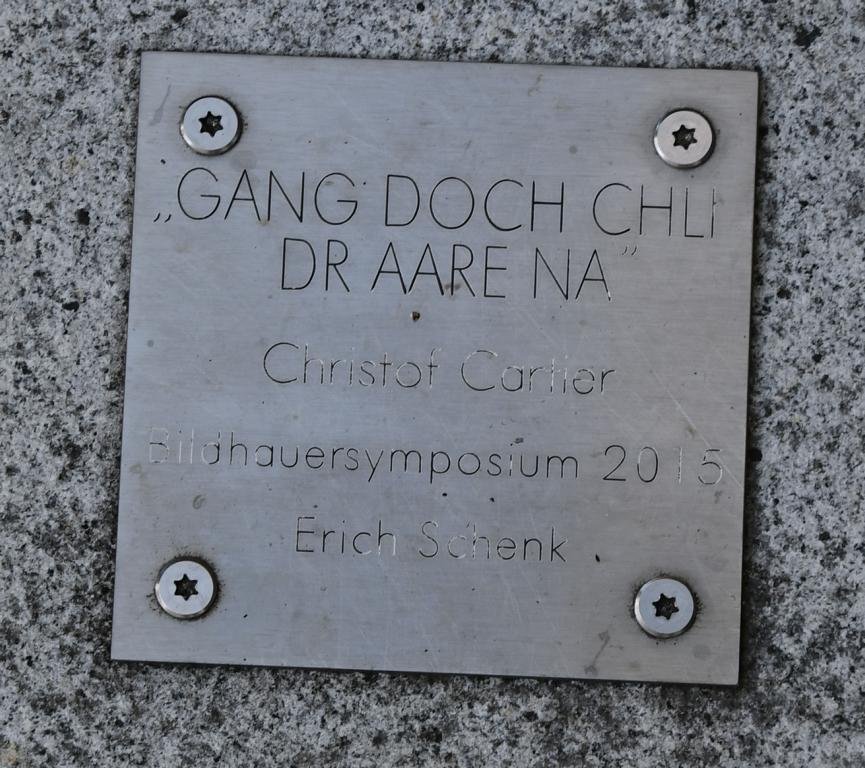 „GANG DOCH CHLI
DR AARE NA”
Christof Cartier
Bildhauersymposium 2015
Erich Schenk